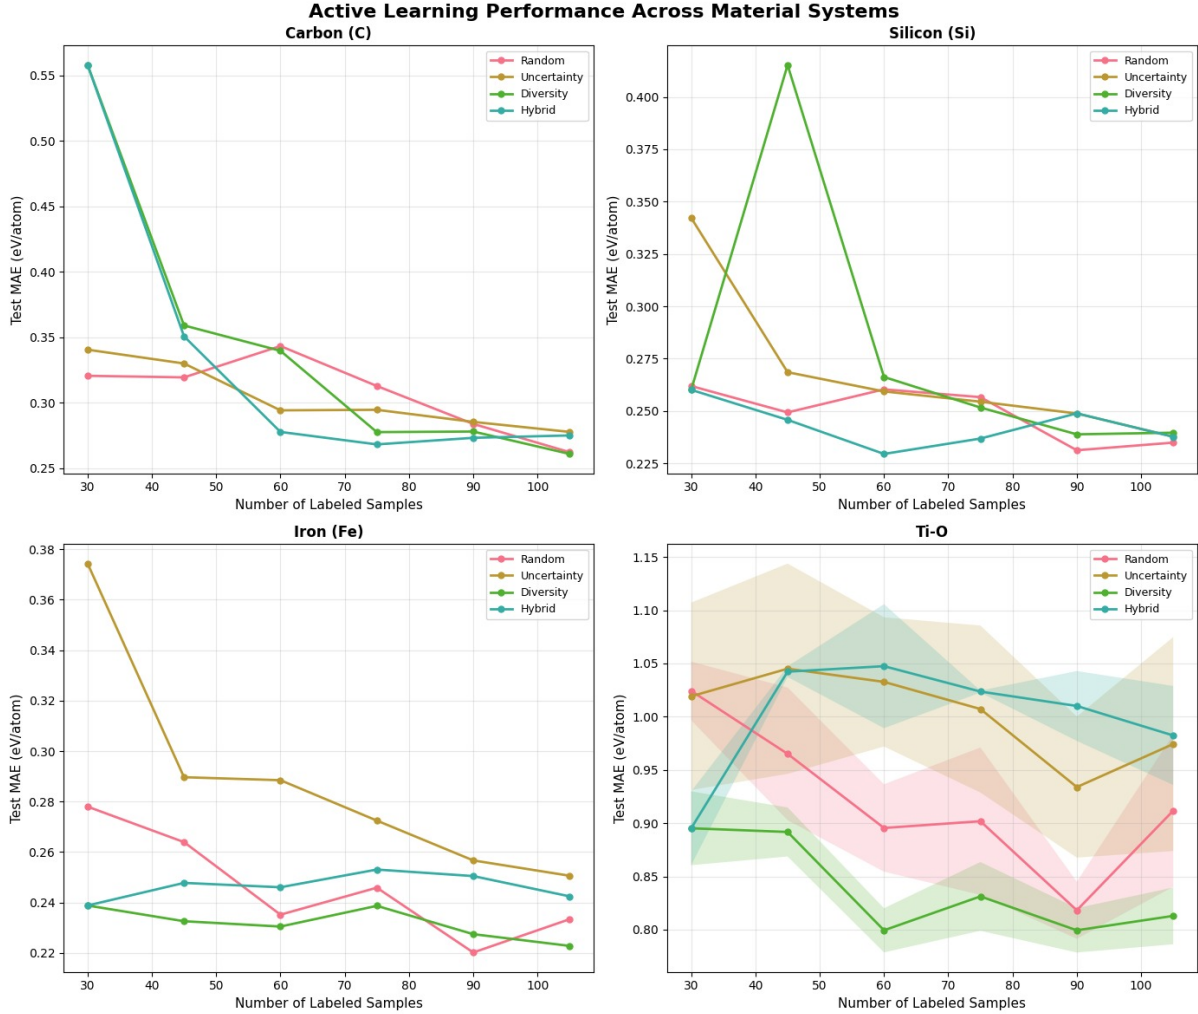 Active Learning Performance Across Material Systems
Carbon (C)
Test MAE (eV/atom)
0.55
0.50
0.45
0.40
0.35
0.30
0.25
30 40 50 60 70 80 90 100
Number of Labeled Samples
Random
Uncertainty
Diversity
Hybrid
Silicon (Si)
Test MAE (eV/atom)
0.400
0.375
0.350
0.325
0.300
0.275
0.250
0.225
30 40 50 60 70 80 90 100
Number of Labeled Samples
Random
Uncertainty
Diversity
Hybrid
Iron (Fe)
Test MAE (eV/atom)
0.38
0.36
0.34
0.32
0.30
0.28
0.26
0.24
0.22
30 40 50 60 70 80 90 100
Number of Labeled Samples
Random
Uncertainty
Diversity
Hybrid
Ti-O
Test MAE (eV/atom)
1.15
1.10
1.05
1.00
0.95
0.90
0.85
0.80
30 40 50 60 70 80 90 100
Number of Labeled Samples
Random
Uncertainty
Diversity
Hybrid